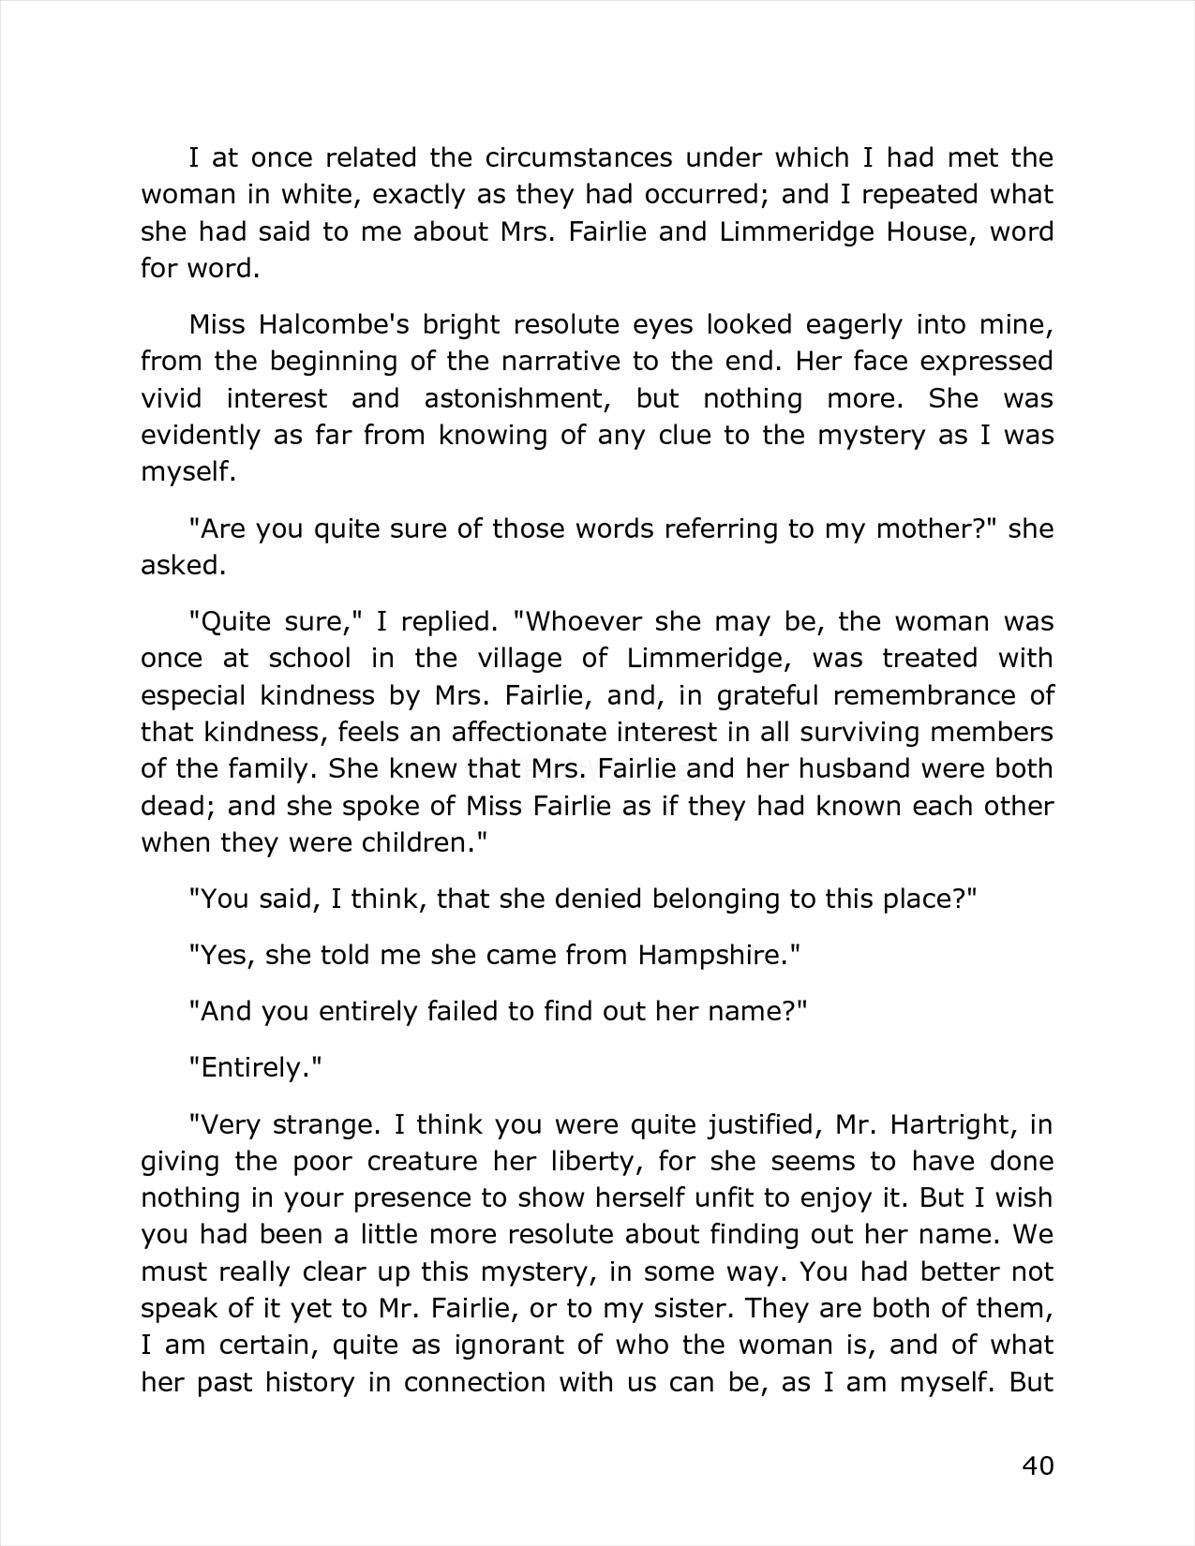 I at once related the circumstances under which I had met the
woman in white, exactly as they had occurred; and I repeated what
she had said to me about Mrs. Fairlie and Limmeridge House, word
for word.
Miss Halcombe's bright resolute eyes looked eagerly into mine,
from the beginning of the narrative to the end. Her face expressed
vivid interest and astonishment, but nothing more. She was
evidently as far from knowing of any clue to the mystery as I was
myself.
"Are you quite sure of those words referring to my mother?" she
asked.
"Quite sure," I replied. "Whoever she may be, the woman was
once at school in the village of Limmeridge, was treated with
especial kindness by Mrs. Fairlie, and, in grateful remembrance of
that kindness, feels an affectionate interest in all surviving members
of the family. She knew that Mrs. Fairlie and her husband were both
dead; and she spoke of Miss Fairlie as if they had known each other
when they were children."
"You said, I think, that she denied belonging to this place?"
"Yes, she told me she came from Hampshire."
"And you entirely failed to find out her name?"
"Entirely."
"Very strange. I think you were quite justified, Mr. Hartright, in
giving the poor creature her liberty, for she seems to have done
nothing in your presence to show herself unfit to enjoy it. But I wish
you had been a little more resolute about finding out her name. We
must really clear up this mystery, in some way. You had better not
speak of it yet to Mr. Fairlie, or to my sister. They are both of them,
I am certain, quite as ignorant of who the woman is, and of what
her past history in connection with us can be, as I am myself. But
40